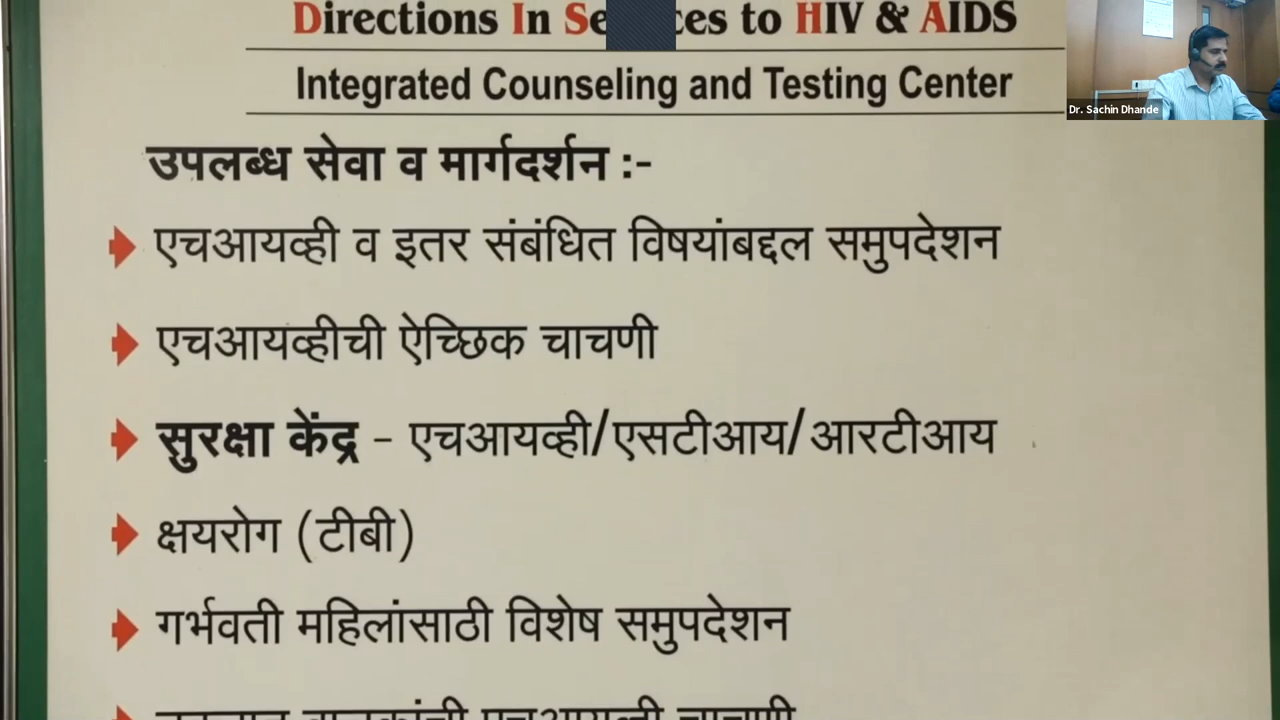 Directions In to HIV & AIDS
Integrated Counseling and Testing Center
उपलब्ध सेवा व मार्गदर्शन :-
एचआयव्ही व इतर संबंधित विषयांबद्दल समुपदेशन
एचआयव्हीची ऐच्छिक चाचणी
सुरक्षा केंद्र - एचआयव्ही/एसटीआय/आरटीआय
क्षयरोग (टीबी)
गर्भवती महिलांसाठी विशेष समुपदेशन
Dr. Sachin Dhande